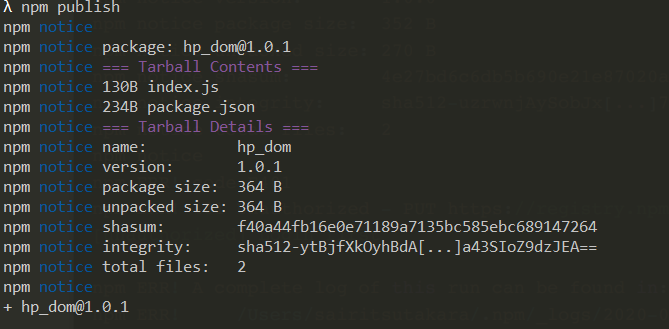 λ npm publish
npm notice
npm notice package: hp_dom@1.0.1
npm notice === Tarball Contents ===
npm notice 130B index.js
npm notice 234B package.json
npm notice === Tarball Details ===
npm notice name:          hp_dom
npm notice version:       1.0.1
npm notice package size:  364 B
npm notice unpacked size: 364 B
npm notice shasum:        f40a44fb16e0e71189a7135bc585ebc689147264
npm notice integrity:     sha512-ytBjfXkOyhBdA[...]a43SIoZ9dzJEA==
npm notice total files:   2
npm notice
+ hp_dom@1.0.1